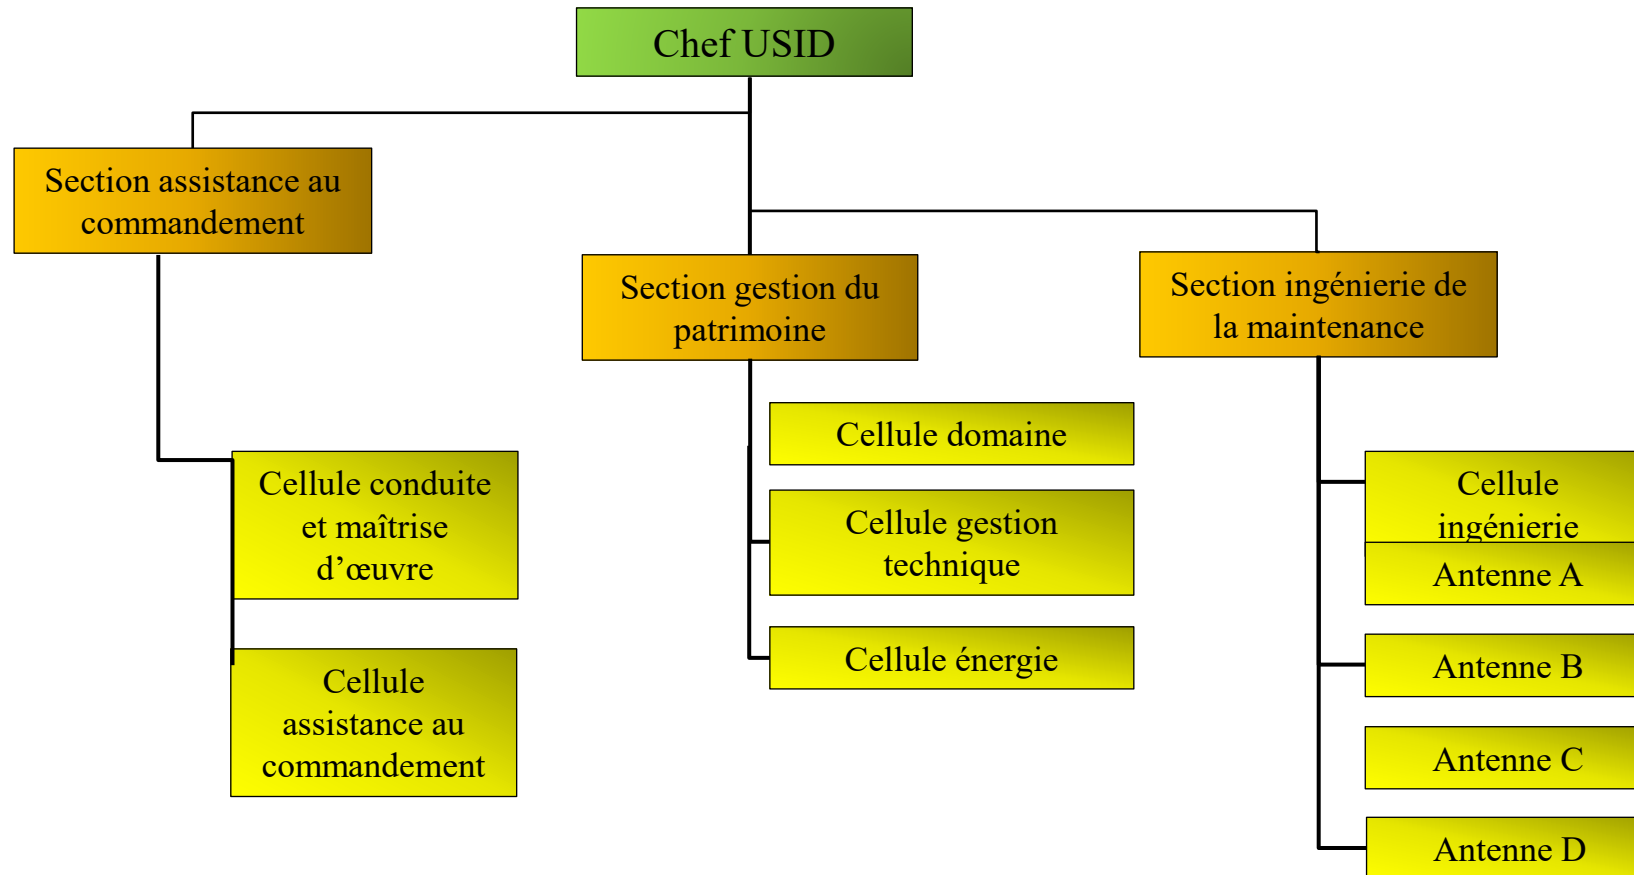 Chef USID
Section assistance au
commandement
Section gestion du
patrimoine
Section ingénierie de
la maintenance
Cellule conduite
et maîtrise
d’œuvre
Cellule
assistance au
commandement
Cellule domaine
Cellule gestion
technique
Cellule énergie
Cellule
ingénierie
Antenne A
Antenne B
Antenne C
Antenne D